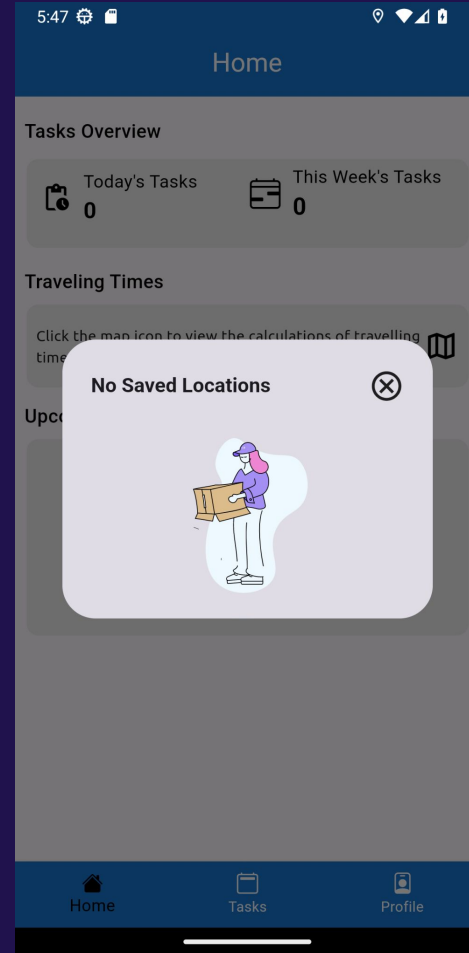 5:47
Home
Tasks Overview
Today's Tasks
0
This Week's Tasks
0
Traveling Times
Click the map icon to view the calculations of travelling
time
No Saved Locations
Home
Tasks
Profile